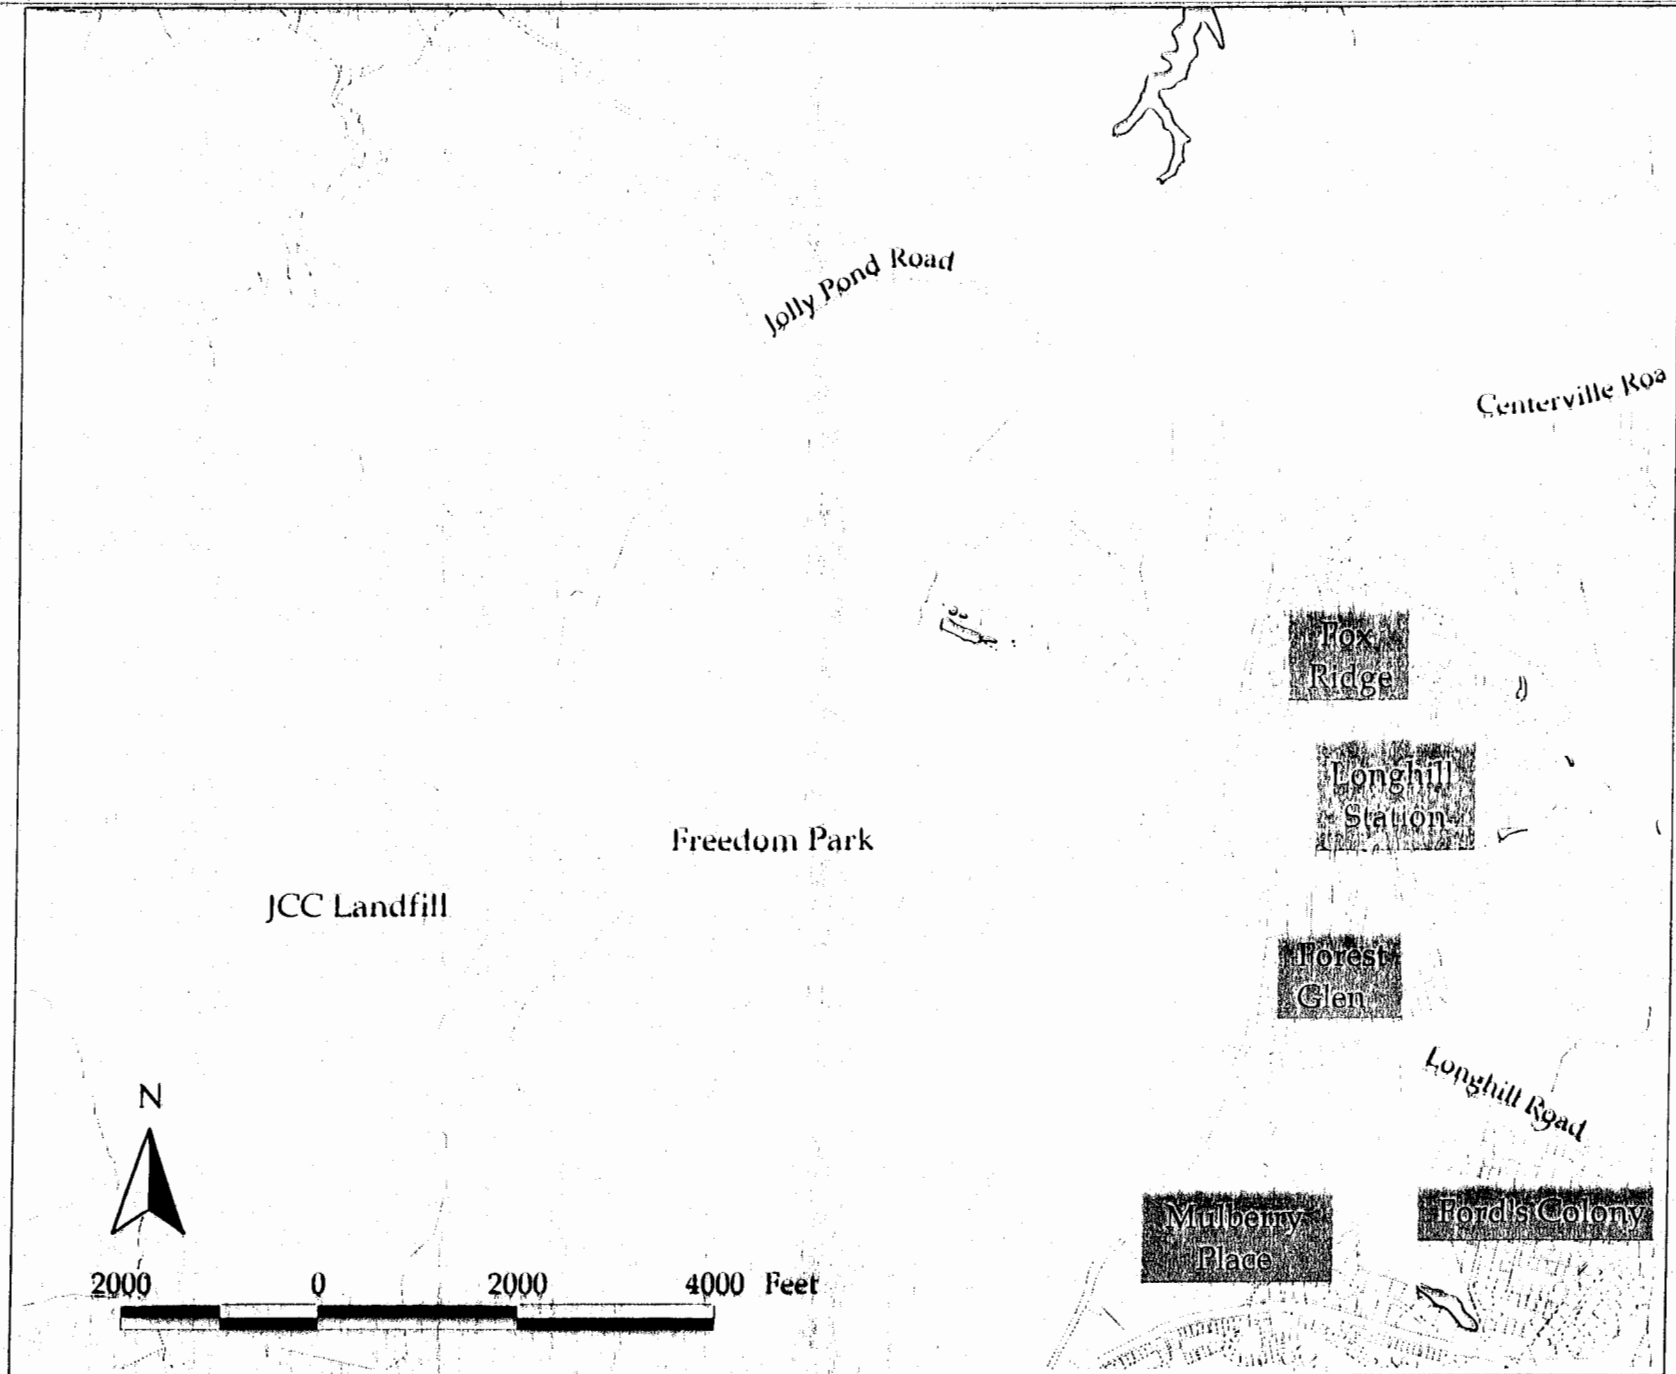 Jolly Pond Road
Centerville Roa
Fox
Ridge
Longhill
Station
Freedom Park
JCC Landfill
Forest
Glen
Longhill Road
N
Mulberry
Place
Ford's Colony
2000 0 2000 4000 Feet